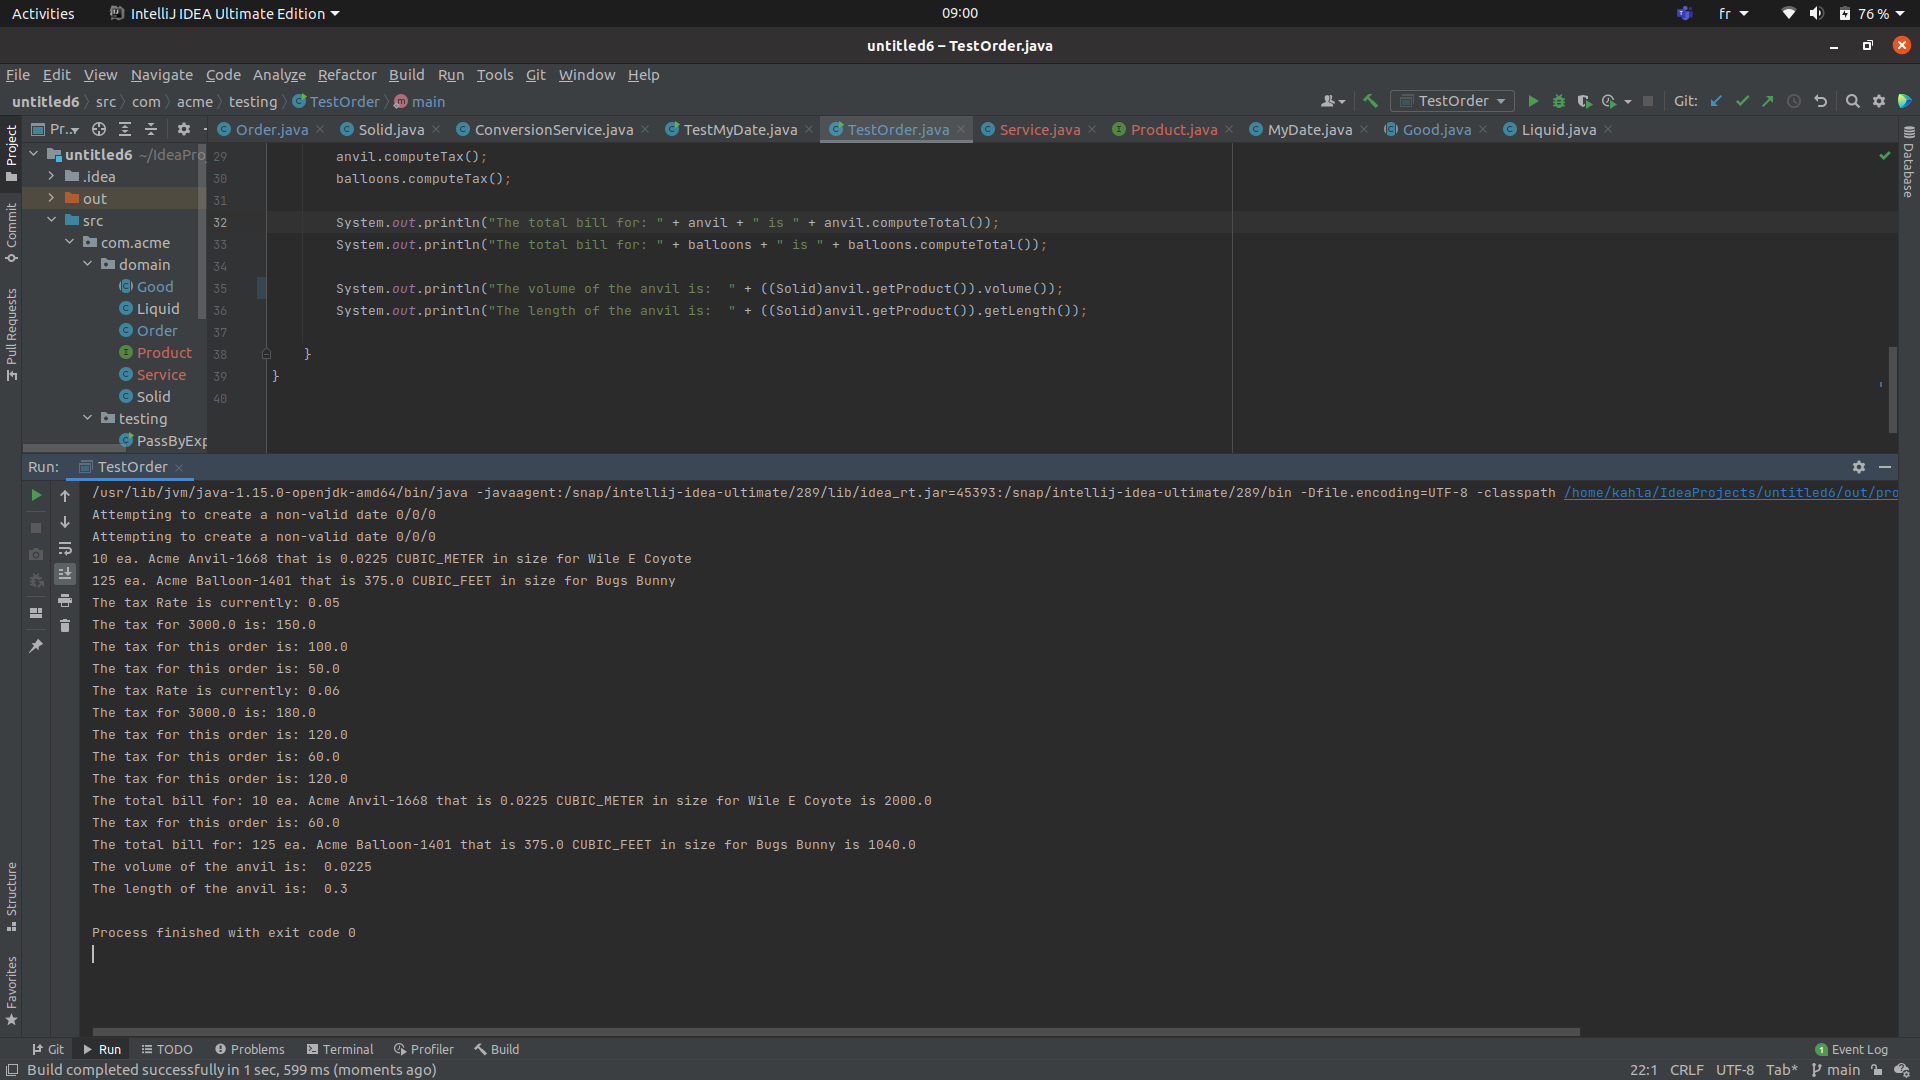 Activities IntelliJ IDEA Ultimate Edition 09:00 fr 76 %
untitled6 – TestOrder.java
File Edit View Navigate Code Analyze Refactor Build Run Tools Git Window Help
untitled6 src com acme testing TestOrder main TestOrder Git:
Pr... Order.java Solid.java ConversionService.java TestMyDate.java TestOrder.java Service.java Product.java MyDate.java Good.java Liquid.java
Project
Commit
Pull Requests
Structure
Favorites
Database
untitled6 ~/IdeaPro
.idea
out
src
com.acme
domain
Good
Liquid
Order
Product
Service
Solid
testing
PassByExp
29 anvil.computeTax();
30 balloons.computeTax();
31
32 System.out.println("The total bill for: " + anvil + " is " + anvil.computeTotal());
33 System.out.println("The total bill for: " + balloons + " is " + balloons.computeTotal());
34
35 System.out.println("The volume of the anvil is:  " + ((Solid)anvil.getProduct()).volume());
36 System.out.println("The length of the anvil is:  " + ((Solid)anvil.getProduct()).getLength());
37
38 }
39 }
40
Run: TestOrder
/usr/lib/jvm/java-1.15.0-openjdk-amd64/bin/java -javaagent:/snap/intellij-idea-ultimate/289/lib/idea_rt.jar=45393:/snap/intellij-idea-ultimate/289/bin -Dfile.encoding=UTF-8 -classpath /home/kahla/IdeaProjects/untitled6/out/pro
Attempting to create a non-valid date 0/0/0
Attempting to create a non-valid date 0/0/0
10 ea. Acme Anvil-1668 that is 0.0225 CUBIC_METER in size for Wile E Coyote
125 ea. Acme Balloon-1401 that is 375.0 CUBIC_FEET in size for Bugs Bunny
The tax Rate is currently: 0.05
The tax for 3000.0 is: 150.0
The tax for this order is: 100.0
The tax for this order is: 50.0
The tax Rate is currently: 0.06
The tax for 3000.0 is: 180.0
The tax for this order is: 120.0
The tax for this order is: 60.0
The tax for this order is: 120.0
The total bill for: 10 ea. Acme Anvil-1668 that is 0.0225 CUBIC_METER in size for Wile E Coyote is 2000.0
The tax for this order is: 60.0
The total bill for: 125 ea. Acme Balloon-1401 that is 375.0 CUBIC_FEET in size for Bugs Bunny is 1040.0
The volume of the anvil is:  0.0225
The length of the anvil is:  0.3
Process finished with exit code 0
Git Run TODO Problems Terminal Profiler Build 1 Event Log
Build completed successfully in 1 sec, 599 ms (moments ago) 22:1 CRLF UTF-8 Tab* main